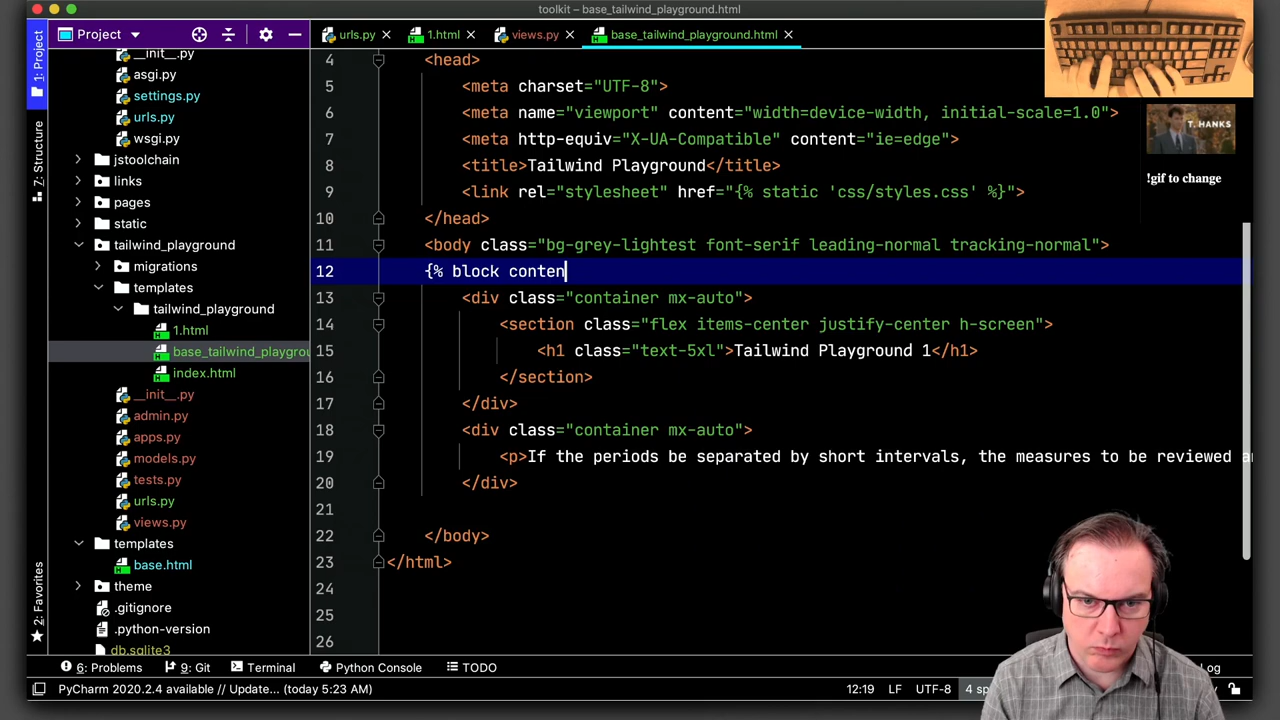 toolkit – base_tailwind_playground.html
Project
urls.py
1.html
views.py
base_tailwind_playground.html
1: Project
7: Structure
2: Favorites
__init__.py
asgi.py
settings.py
urls.py
wsgi.py
jstoolchain
links
pages
static
tailwind_playground
migrations
templates
tailwind_playground
1.html
base_tailwind_playgrou
index.html
__init__.py
admin.py
apps.py
models.py
tests.py
urls.py
views.py
templates
base.html
theme
.gitignore
.python-version
db.sqlite3
4 <head>
5 <meta charset="UTF-8">
6 <meta name="viewport" content="width=device-width, initial-scale=1.0">
7 <meta http-equiv="X-UA-Compatible" content="ie=edge">
8 <title>Tailwind Playground</title>
9 <link rel="stylesheet" href="{% static 'css/styles.css' %}">
10 </head>
11 <body class="bg-grey-lightest font-serif leading-normal tracking-normal">
12 {% block conten
13 <div class="container mx-auto">
14 <section class="flex items-center justify-center h-screen">
15 <h1 class="text-5xl">Tailwind Playground 1</h1>
16 </section>
17 </div>
18 <div class="container mx-auto">
19 <p>If the periods be separated by short intervals, the measures to be reviewed a
20 </div>
21
22 </body>
23 </html>
24
25
26
T. HANKS
!gif to change
6: Problems
9: Git
Terminal
Python Console
TODO
Log
PyCharm 2020.2.4 available // Update... (today 5:23 AM)
12:19
LF
UTF-8
4 sp